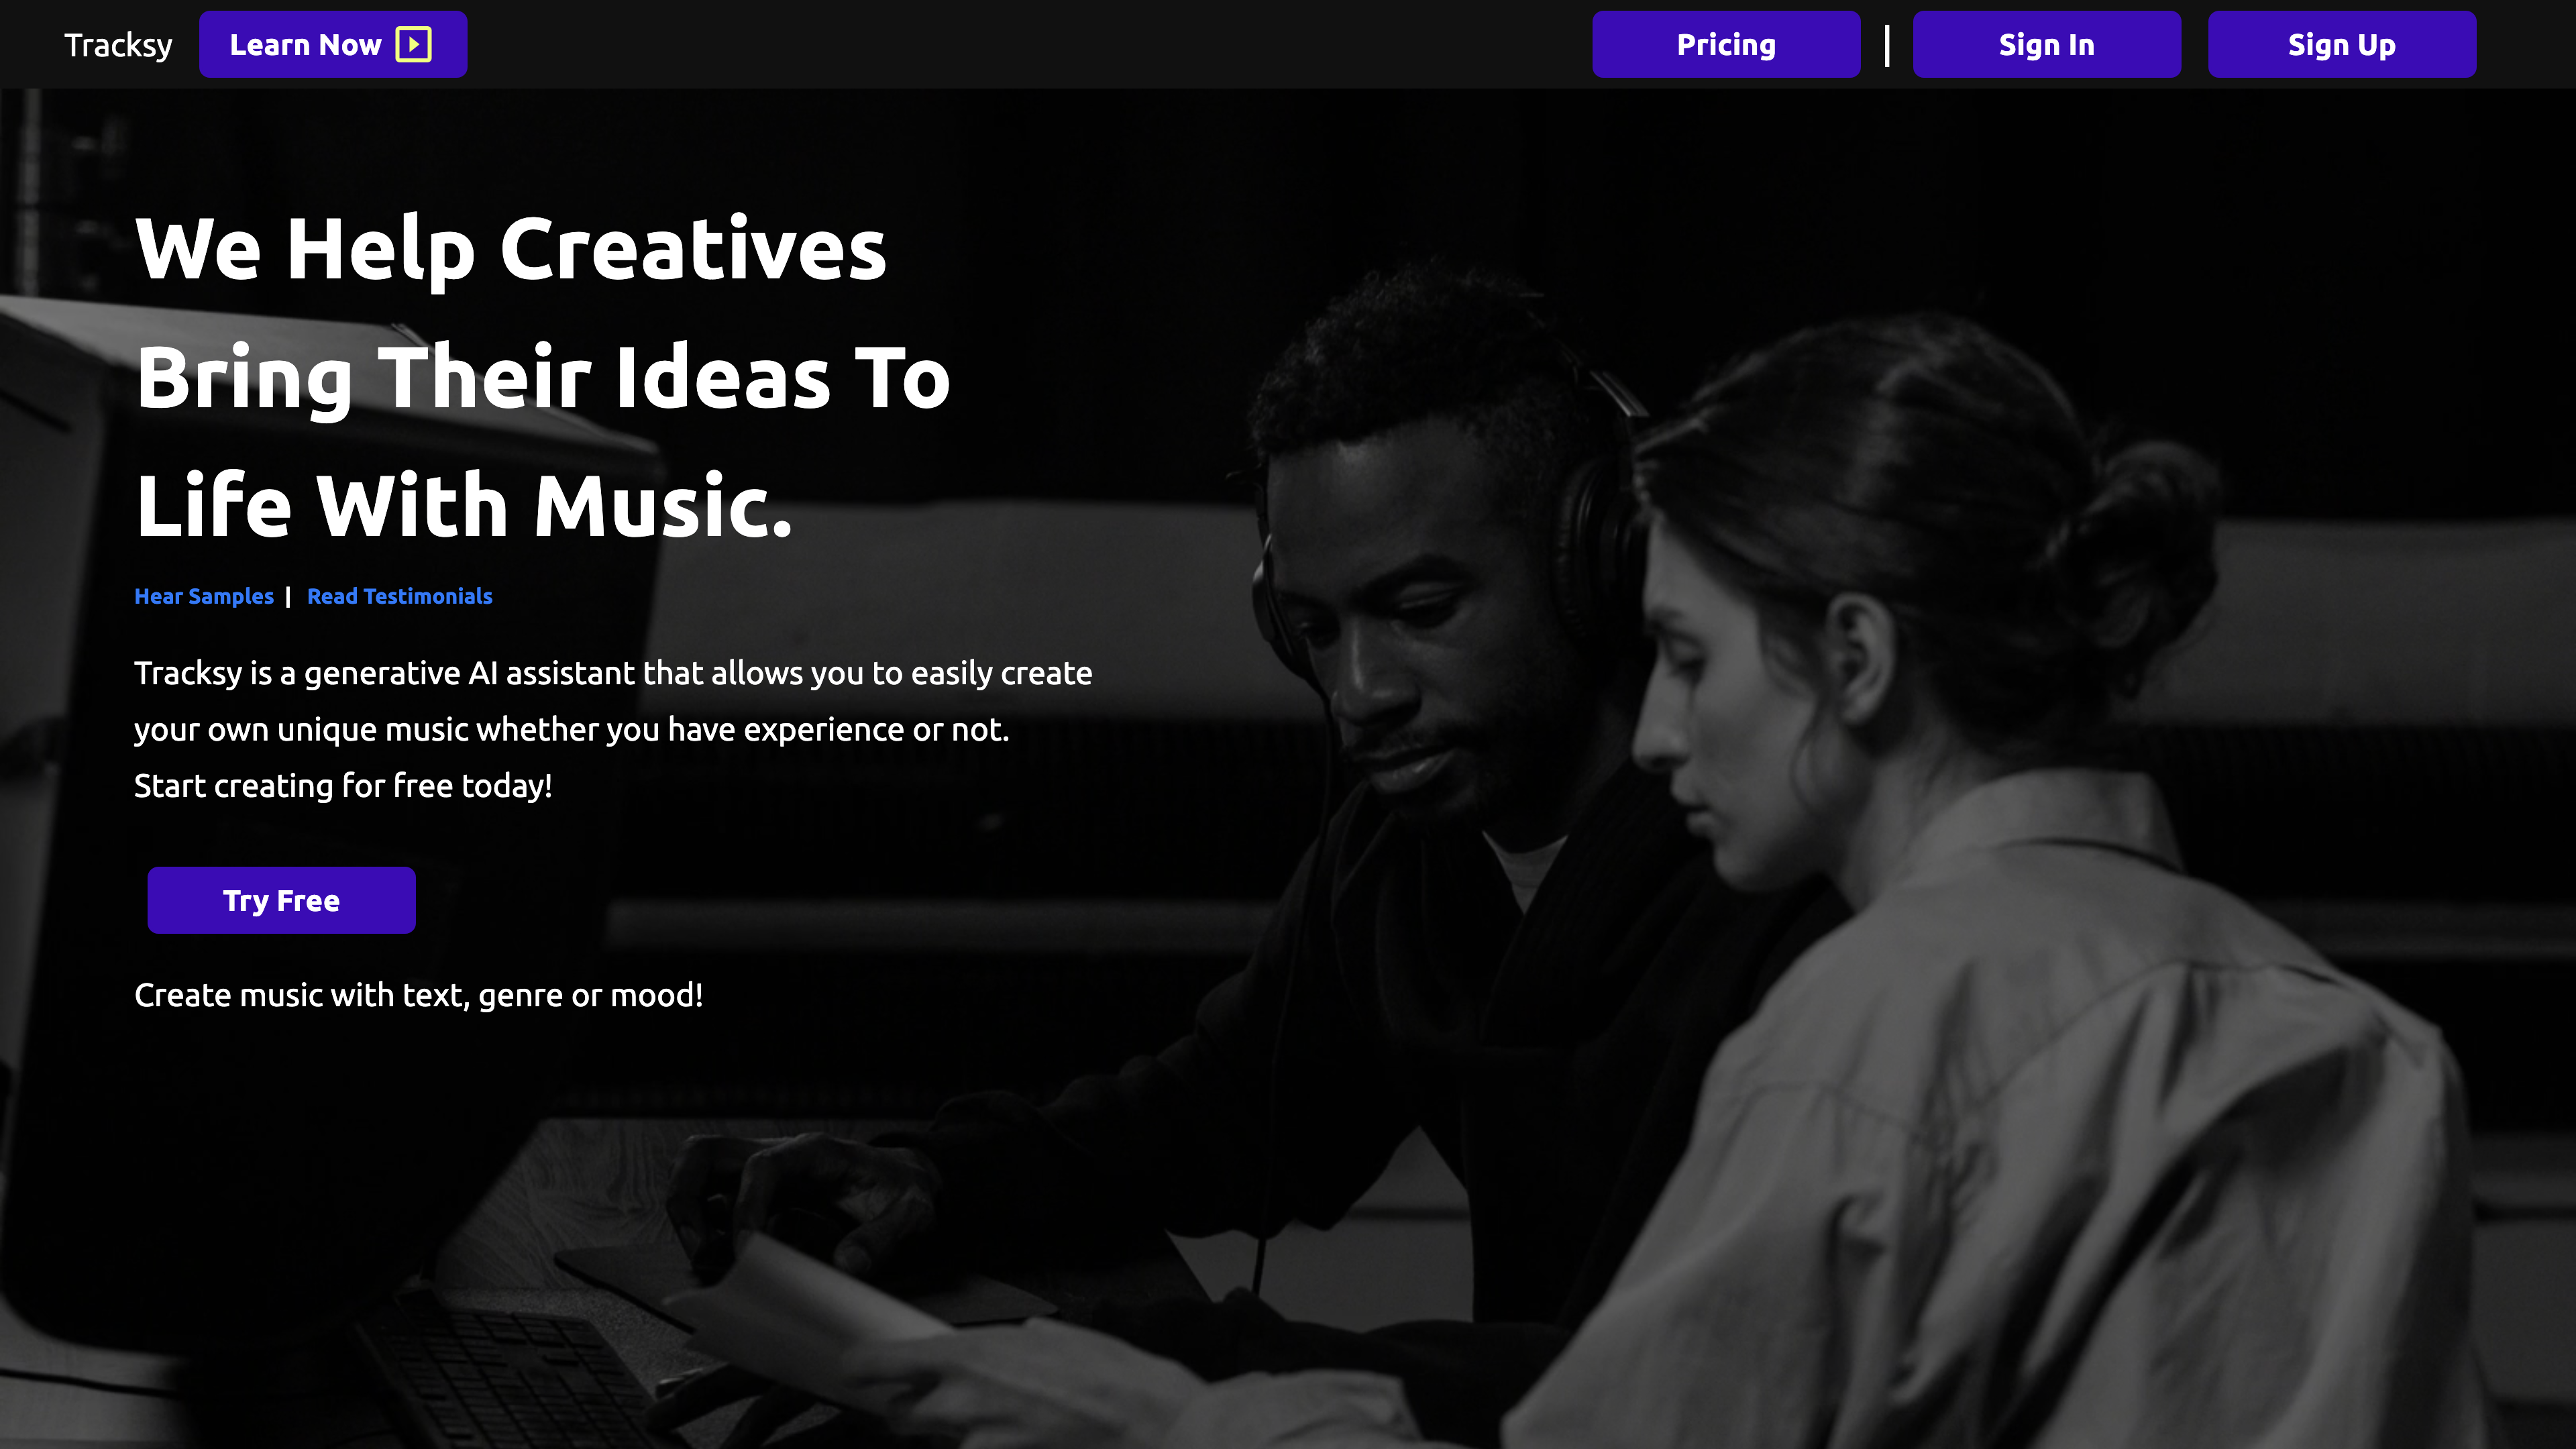 Tracksy
Learn Now
Pricing | Sign In
Sign Up
We Help Creatives
Bring Their Ideas To
Life With Music.
Hear Samples | Read Testimonials
Tracksy is a generative AI assistant that allows you to easily create
your own unique music whether you have experience or not.
Start creating for free today!
Try Free
Create music with text, genre or mood!